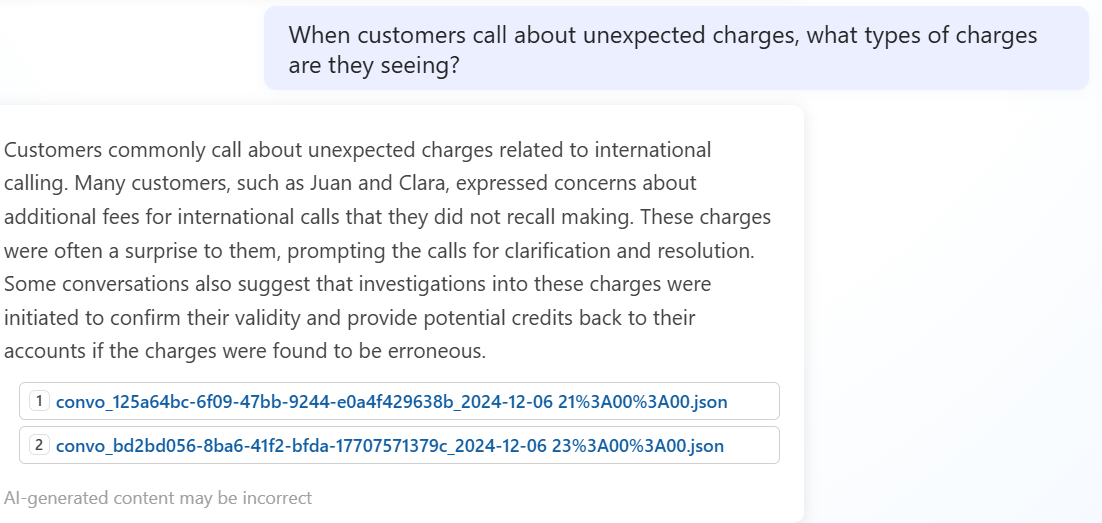 When customers call about unexpected charges, what types of charges
are they seeing?
Customers commonly call about unexpected charges related to international
calling. Many customers, such as Juan and Clara, expressed concerns about
additional fees for international calls that they did not recall making. These charges
were often a surprise to them, prompting the calls for clarification and resolution.
Some conversations also suggest that investigations into these charges were
initiated to confirm their validity and provide potential credits back to their
accounts if the charges were found to be erroneous.
1 convo_125a64bc-6f09-47bb-9244-e0a4f429638b_2024-12-06 21%3A00%3A00.json
2 convo_bd2bd056-8ba6-41f2-bfda-17707571379c_2024-12-06 23%3A00%3A00.json
AI-generated content may be incorrect